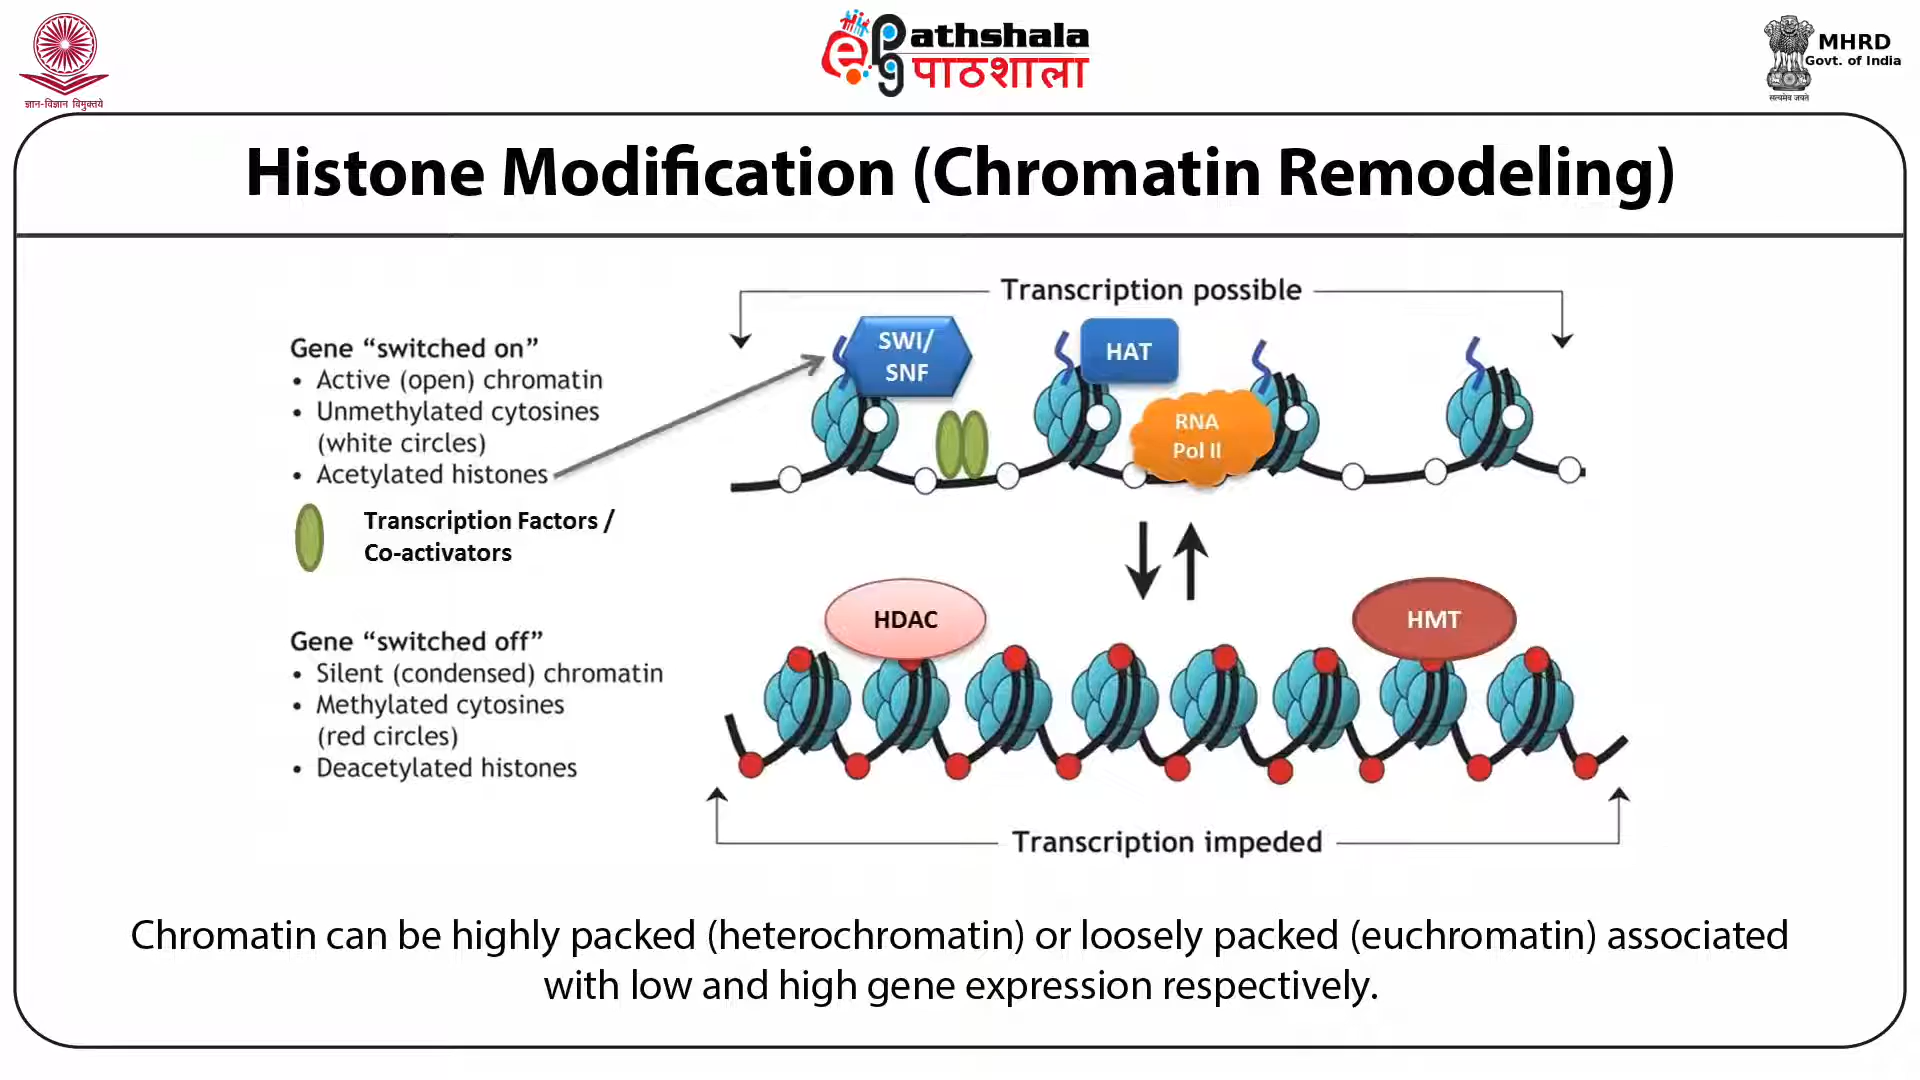 ज्ञान-विज्ञान विमुक्तये
ePathshala
पाठशाला
MHRD
Govt. of India
सत्यमेव जयते
Histone Modification (Chromatin Remodeling)
Transcription possible
Gene “switched on”
• Active (open) chromatin
• Unmethylated cytosines
(white circles)
• Acetylated histones
Transcription Factors /
Co-activators
SWI/
SNF
HAT
RNA
Pol II
HDAC
HMT
Gene “switched off”
• Silent (condensed) chromatin
• Methylated cytosines
(red circles)
• Deacetylated histones
Transcription impeded
Chromatin can be highly packed (heterochromatin) or loosely packed (euchromatin) associated
with low and high gene expression respectively.